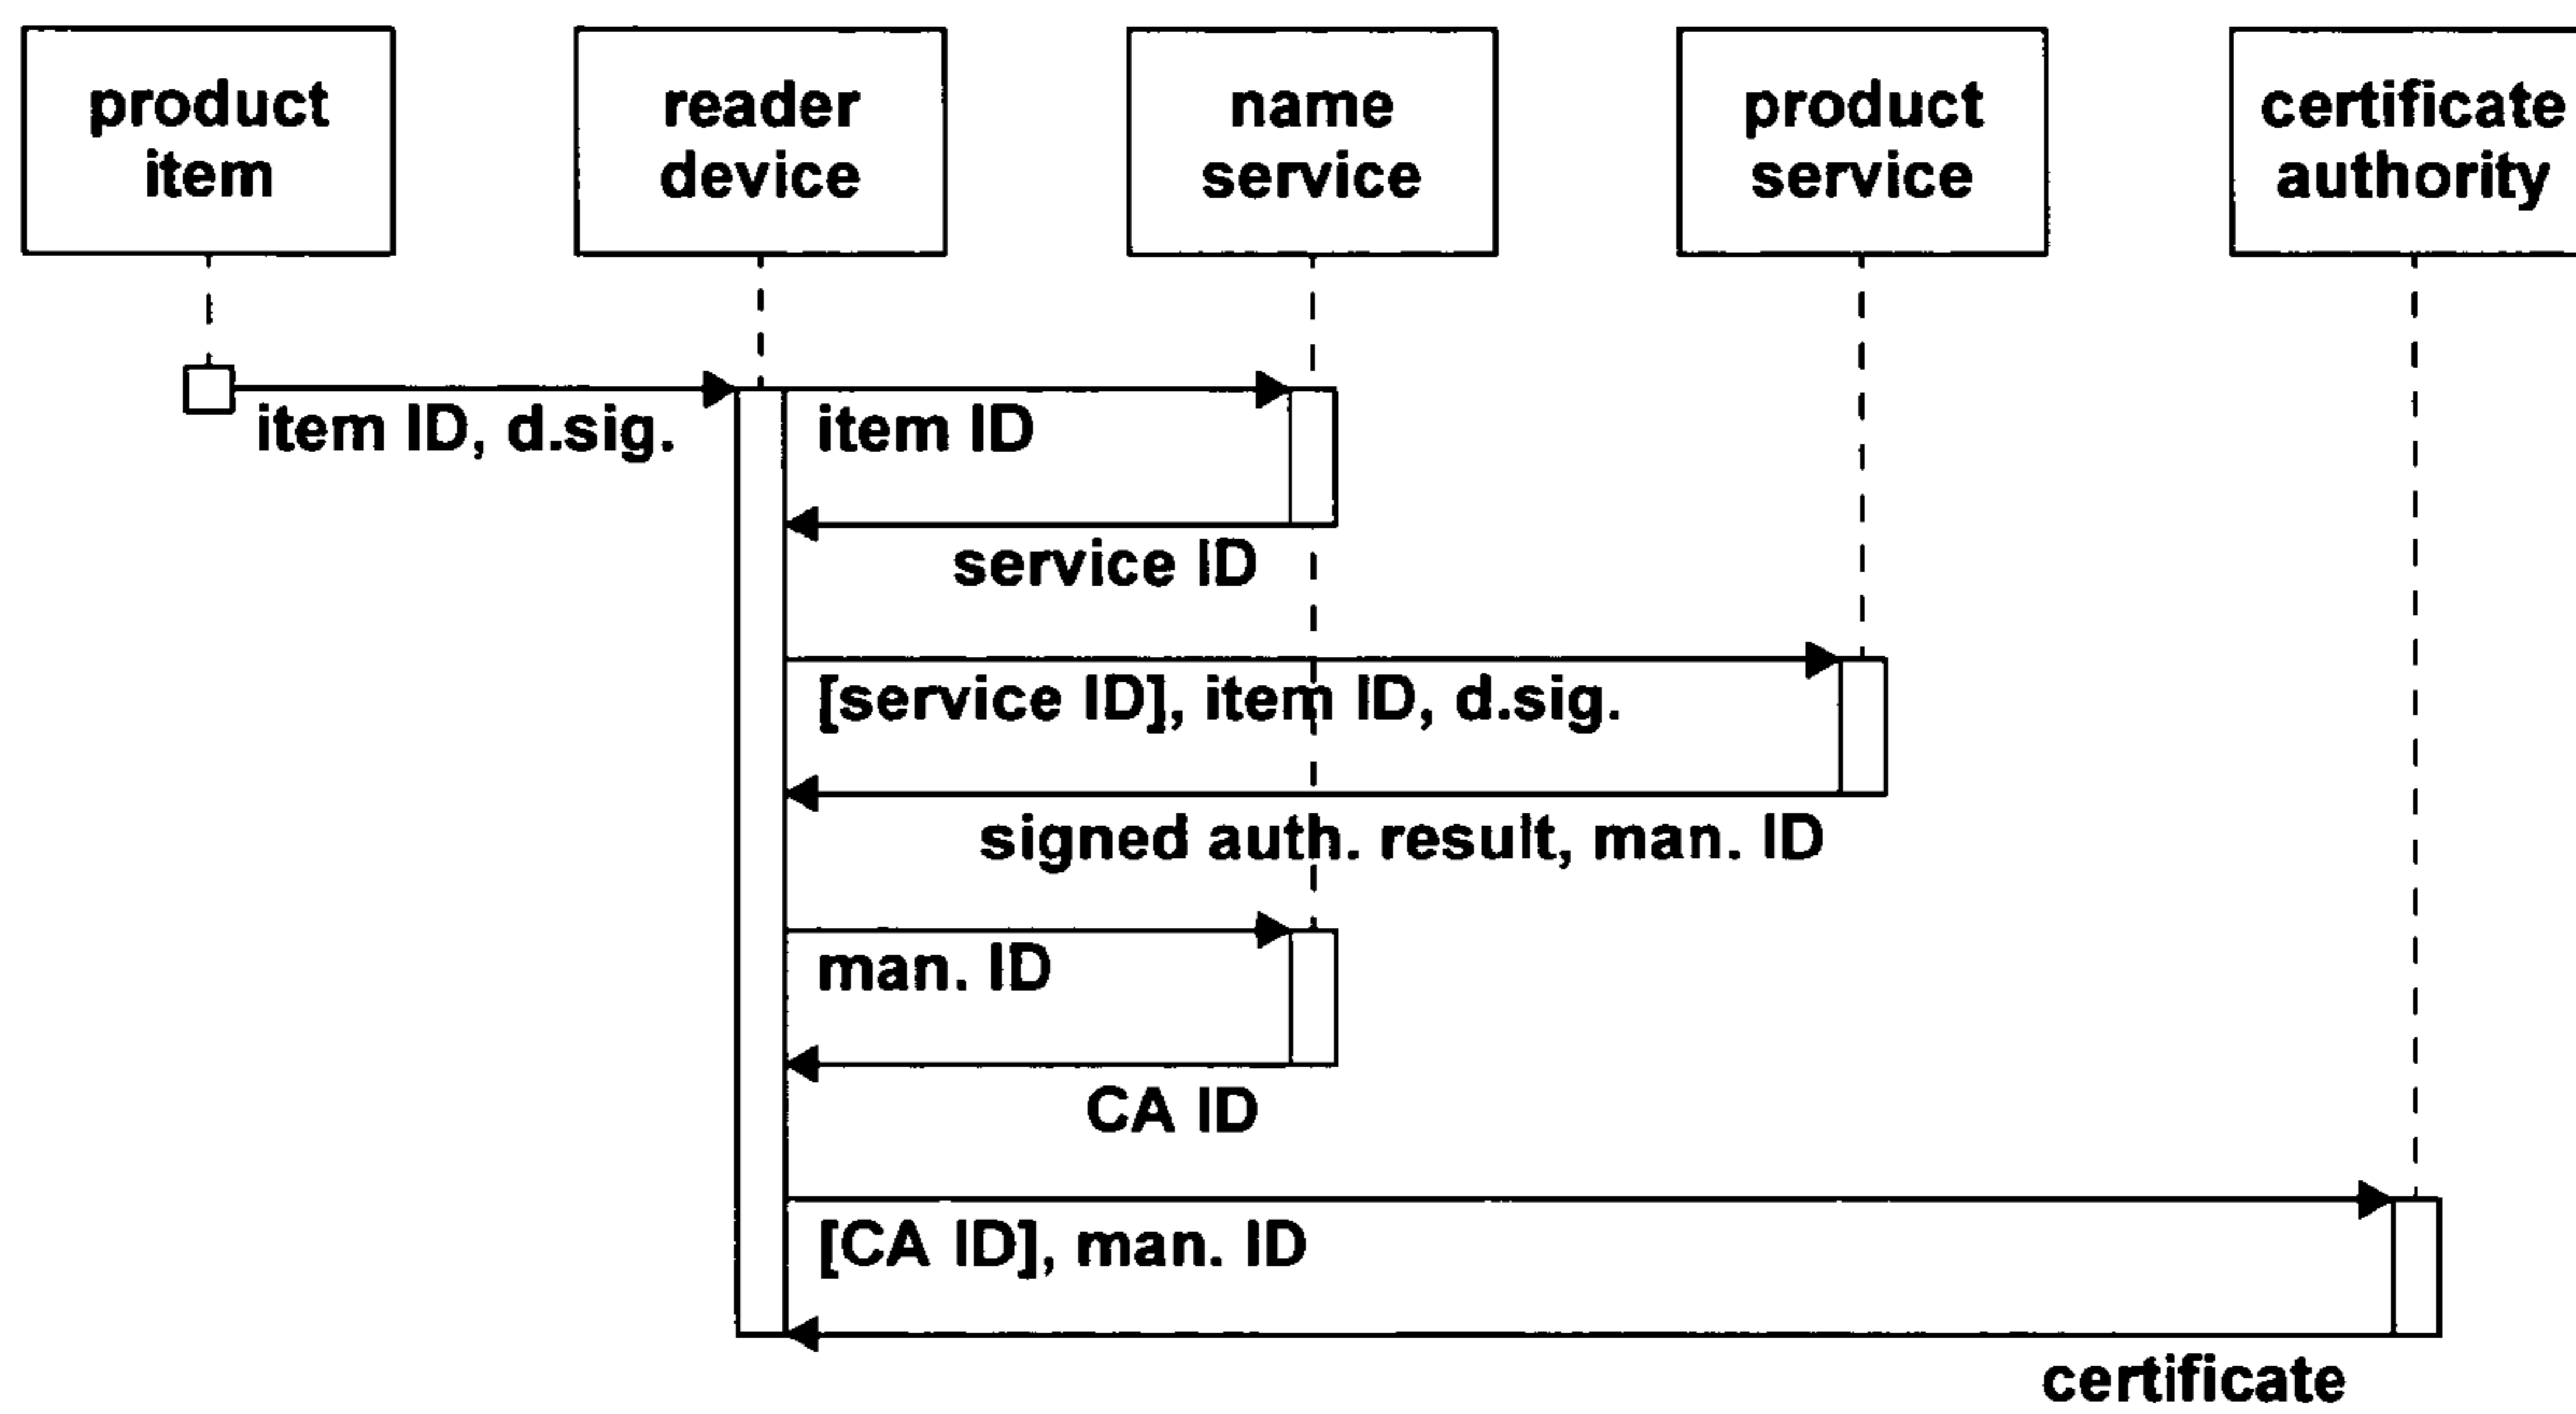 product
item
reader
device
name
service
product
service
certificate
authority
item ID, d.sig.
item ID
service ID
[service ID], item ID, d.sig.
signed auth. result, man. ID
man. ID
CA ID
[CA ID], man. ID
certificate